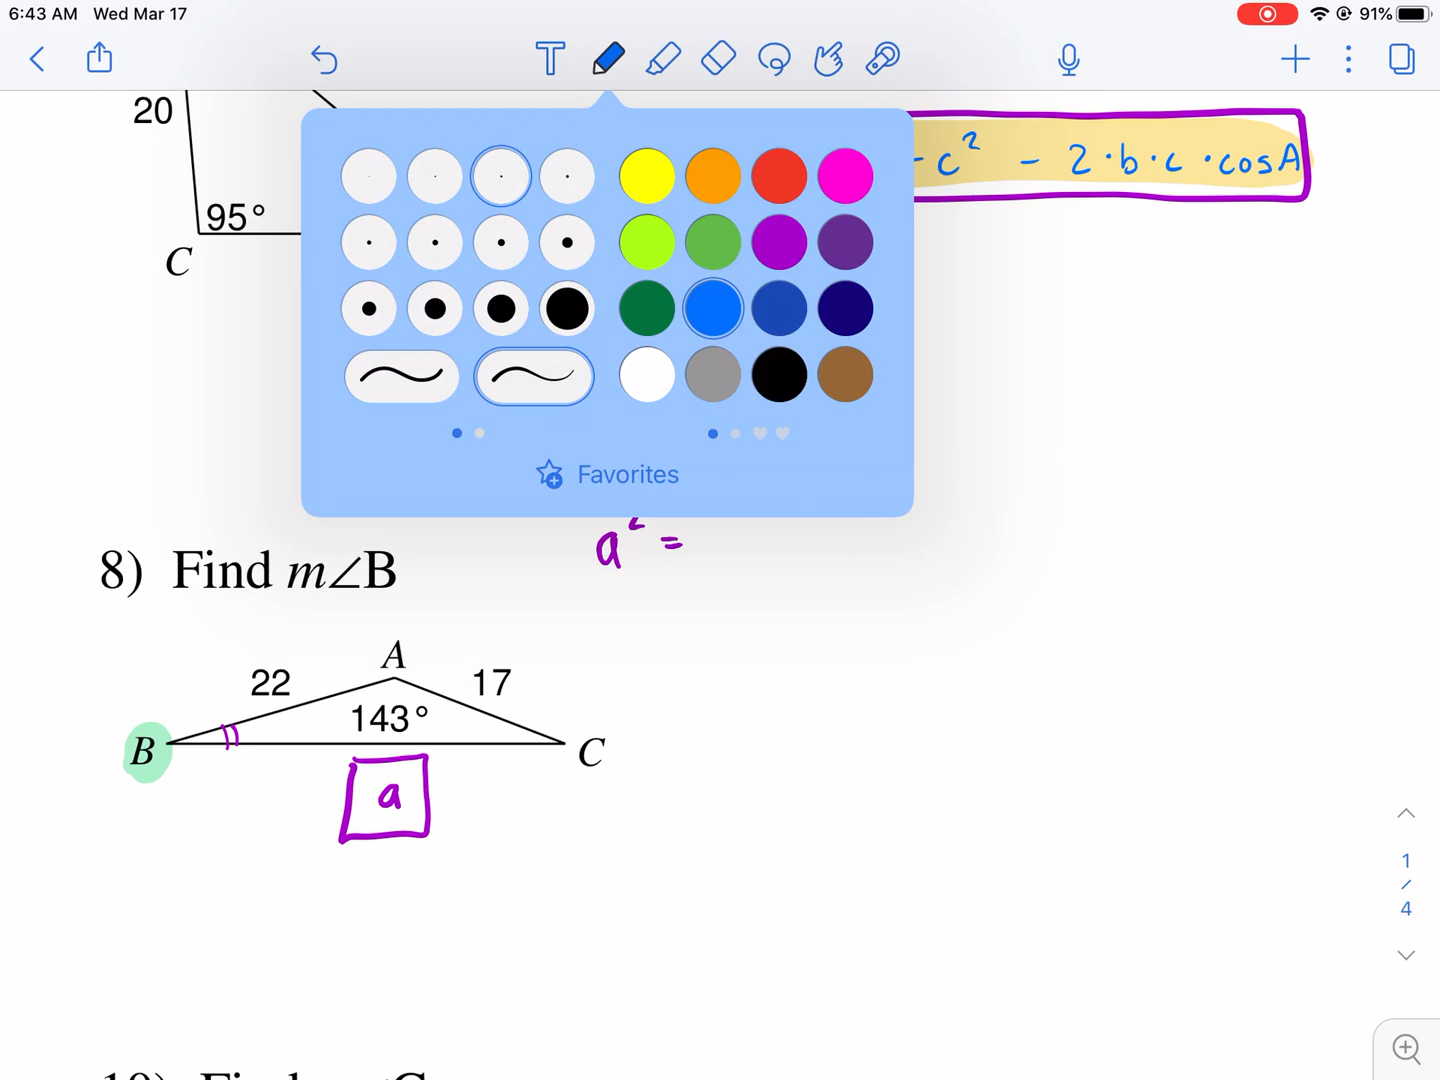 6:43 AM Wed Mar 17 91%
T
20
- c² - 2·b·c·cosA
95°
C
Favorites
a² =
8) Find m∠B
A
22 17
143°
B C
a
1
/
4